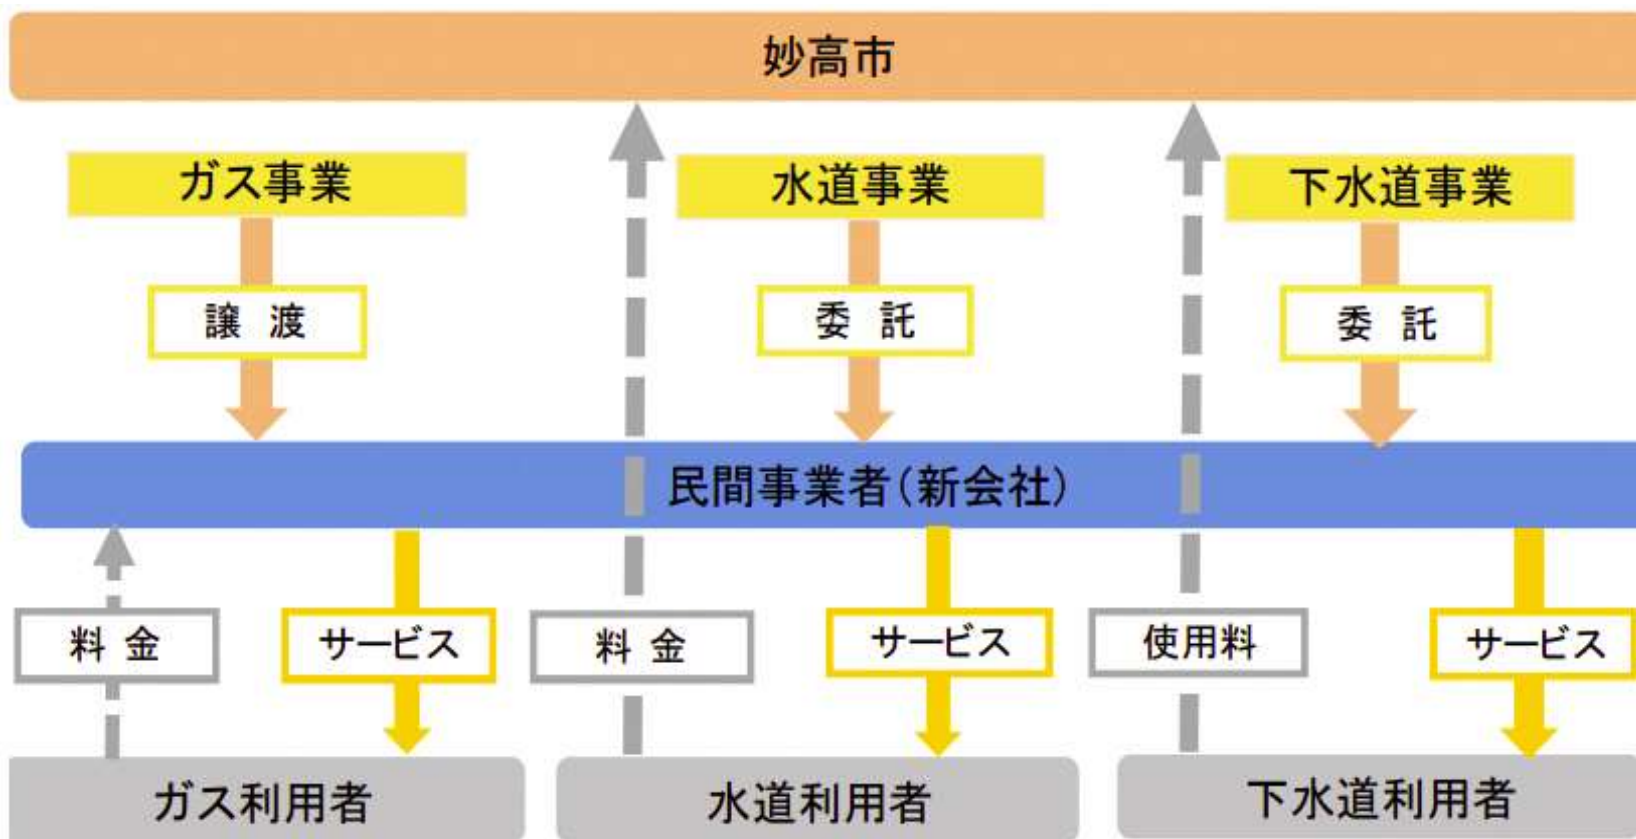 妙高市
ガス事業
水道事業
下水道事業
譲 渡
委 託
委 託
民間事業者(新会社)
料 金
サービス
料 金
サービス
使用料
サービス
ガス利用者
水道利用者
下水道利用者